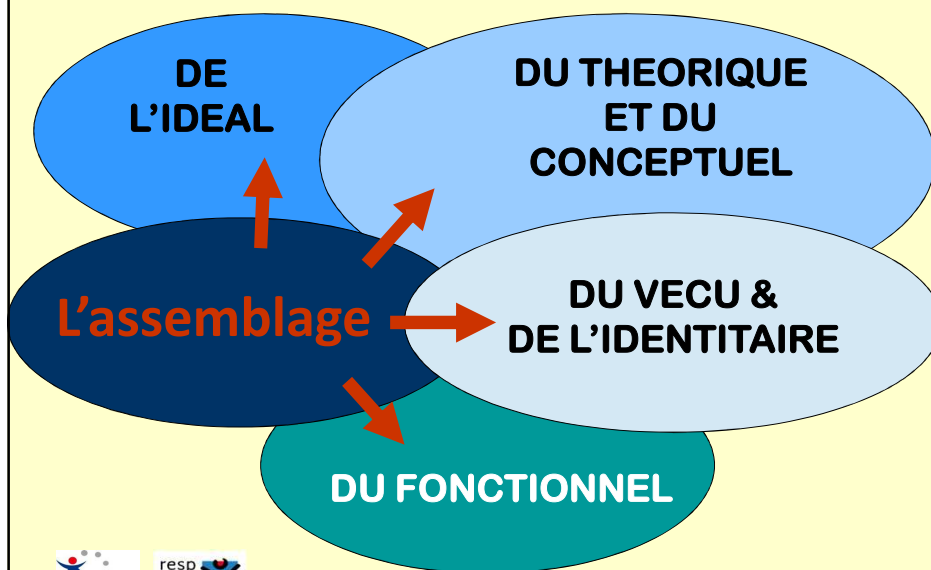 DE
L’IDEAL
DU THEORIQUE
ET DU
CONCEPTUEL
L’assemblage
DU VECU &
DE L’IDENTITAIRE
DU FONCTIONNEL
resp